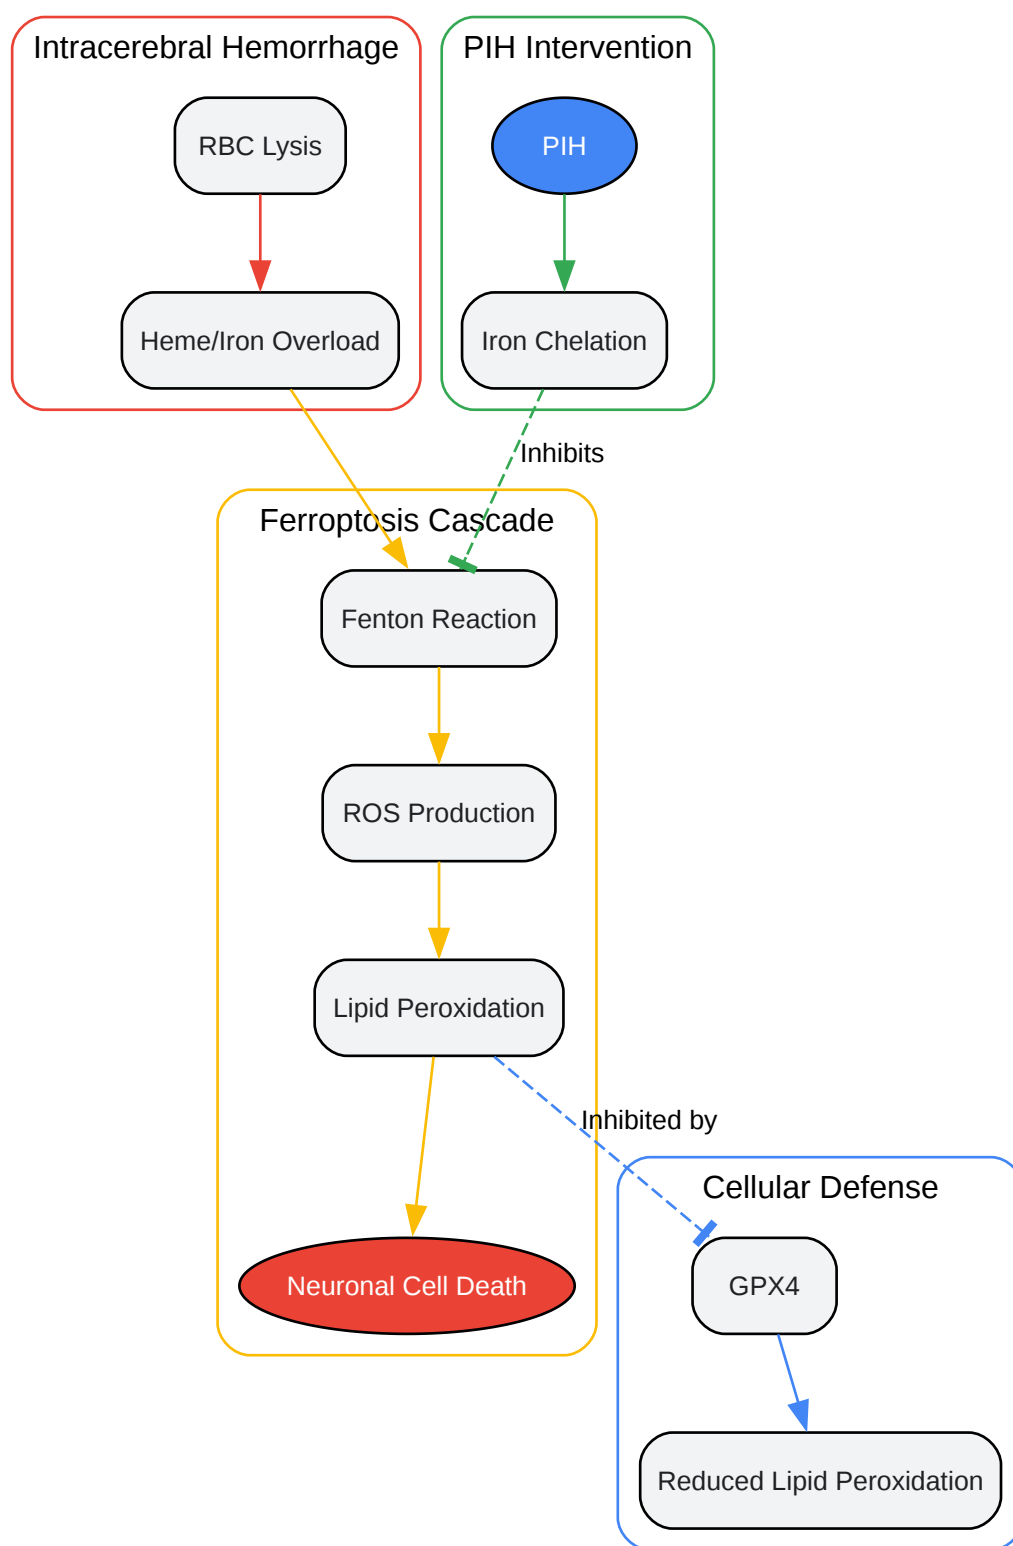 Intracerebral Hemorrhage
RBC Lysis
Heme/Iron Overload
PIH Intervention
PIH
Iron Chelation
Inhibits
Ferroptosis Cascade
Fenton Reaction
ROS Production
Lipid Peroxidation
Neuronal Cell Death
Inhibited by
Cellular Defense
GPX4
Reduced Lipid Peroxidation